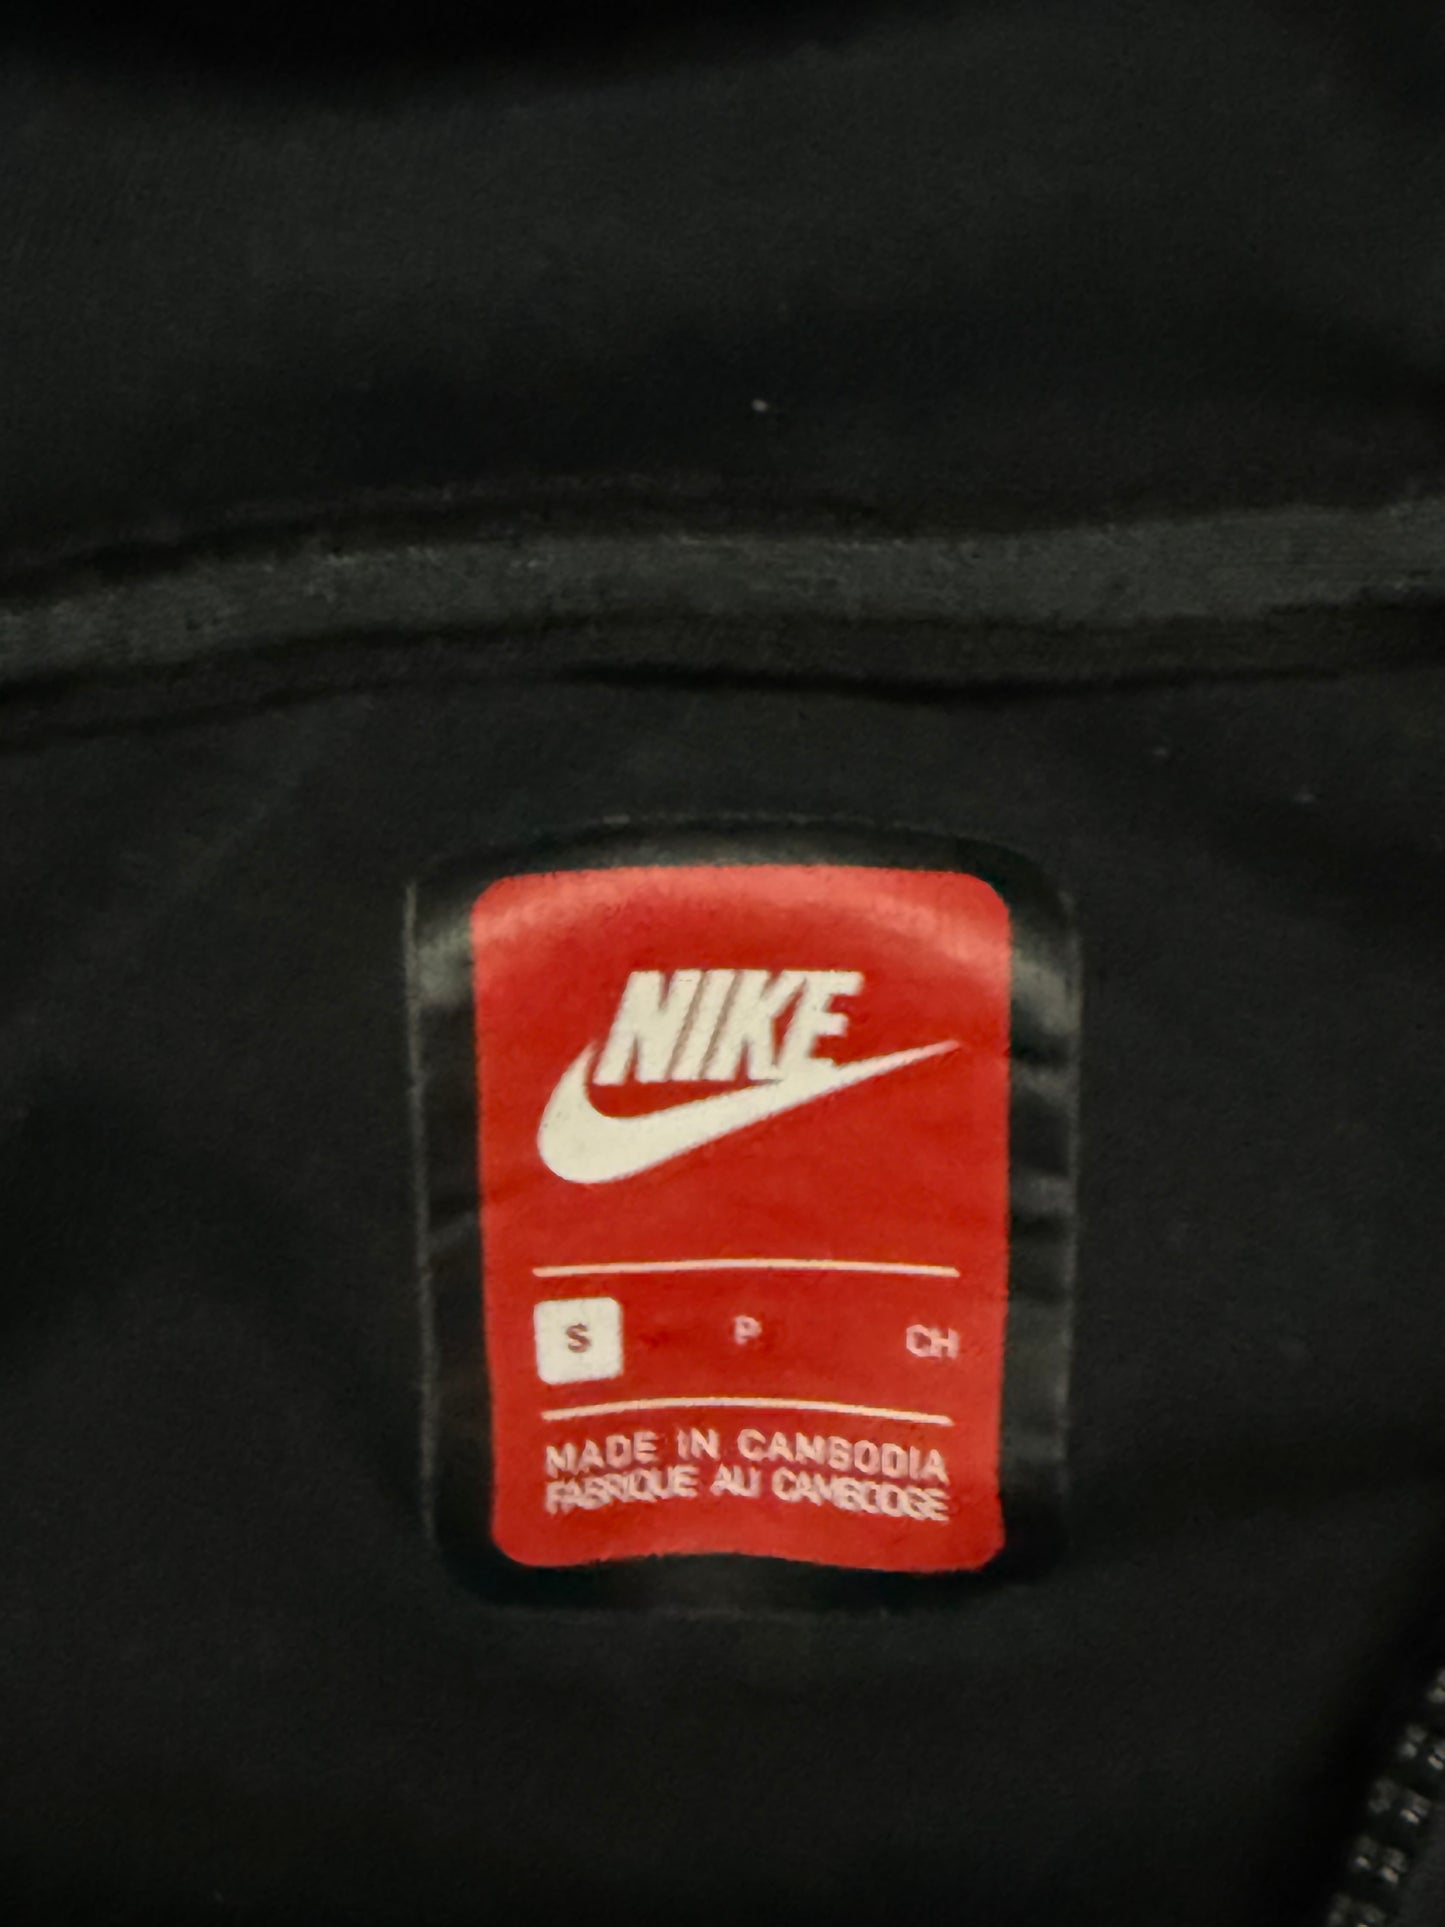 NIKE
S P CH
MADE IN CAMBODIA
FABRIQUE AU CAMBODGE